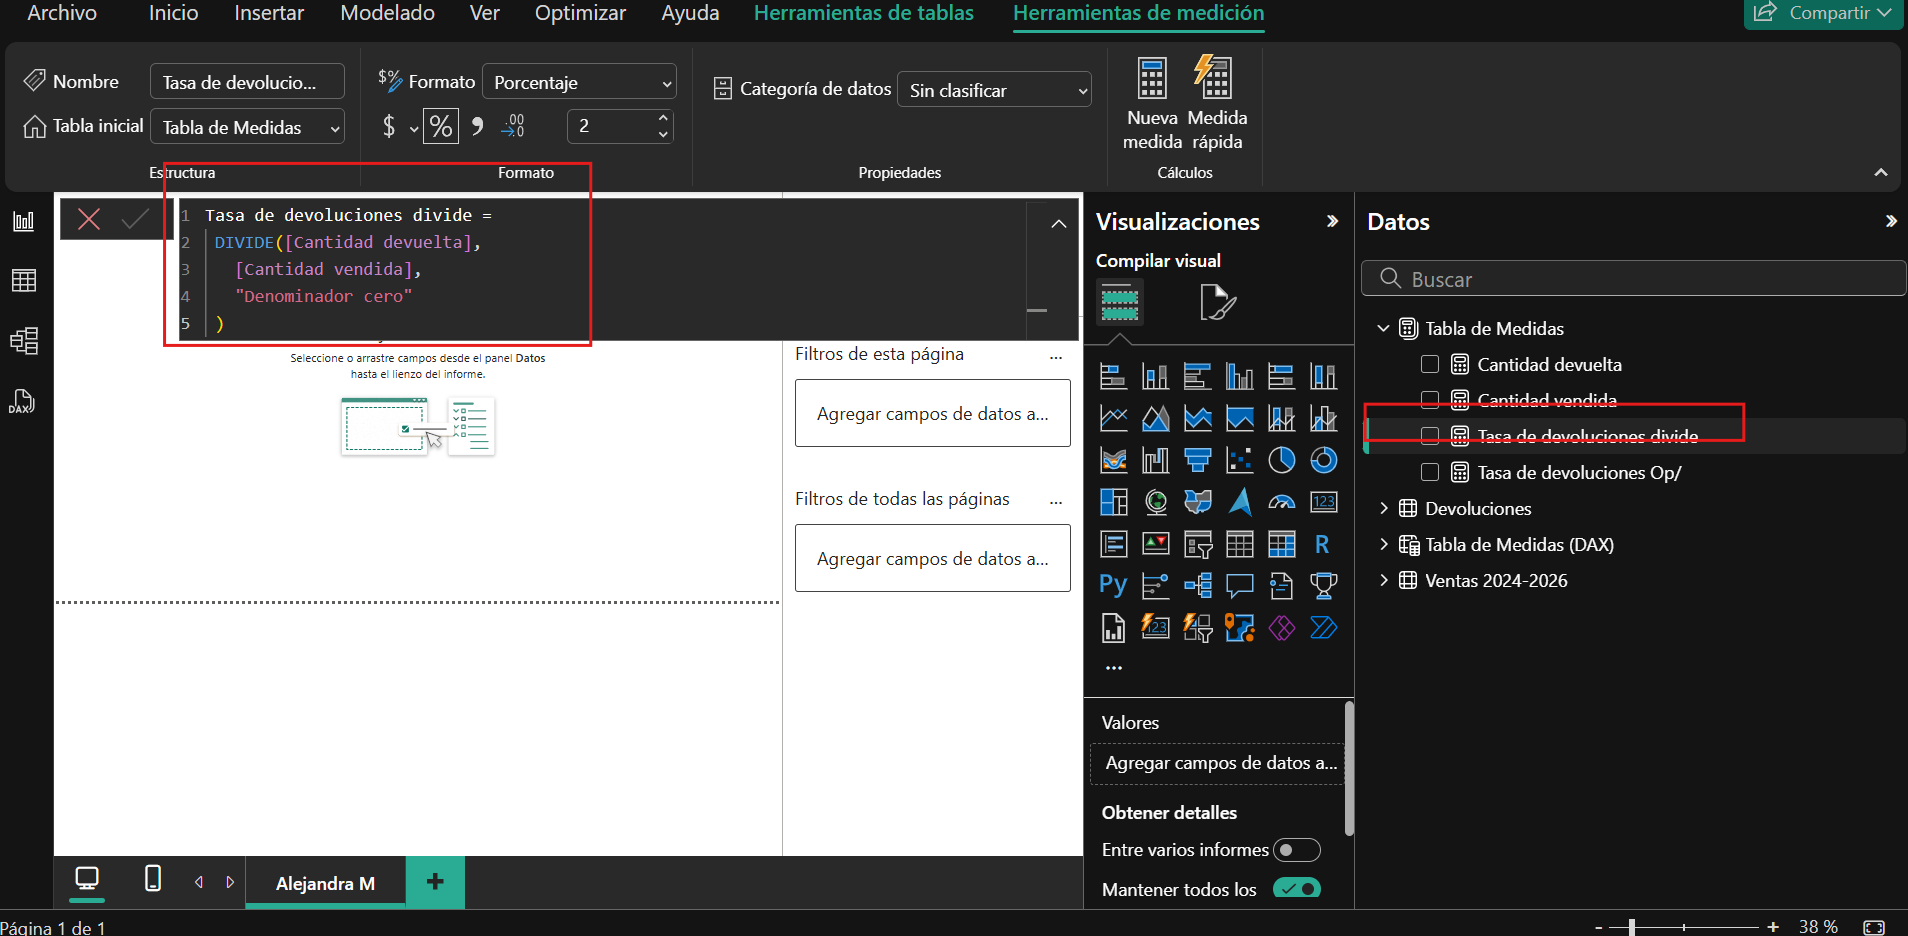 Archivo Inicio Insertar Modelado Ver Optimizar Ayuda Herramientas de tablas Herramientas de medición Compartir
Nombre Tasa de devolucio...
Tabla inicial Tabla de Medidas
Estructura
Formato Porcentaje
$ % , .00 →.0 2
Formato
Categoría de datos Sin clasificar
Propiedades
Nueva medida
Medida rápida
Cálculos
1 Tasa de devoluciones divide =
2 DIVIDE([Cantidad devuelta],
3 [Cantidad vendida],
4 "Denominador cero"
5 )
Seleccione o arrastre campos desde el panel Datos
hasta el lienzo del informe.
Filtros de esta página ...
Agregar campos de datos a...
Filtros de todas las páginas ...
Agregar campos de datos a...
Visualizaciones
Compilar visual
123
R
Py
123
...
Valores
Agregar campos de datos a...
Obtener detalles
Entre varios informes
Mantener todos los
Datos
Buscar
Tabla de Medidas
Cantidad devuelta
Cantidad vendida
Tasa de devoluciones divide
Tasa de devoluciones Op/
Devoluciones
Tabla de Medidas (DAX)
Ventas 2024-2026
DAX
Alejandra M +
Página 1 de 1
- + 38 %